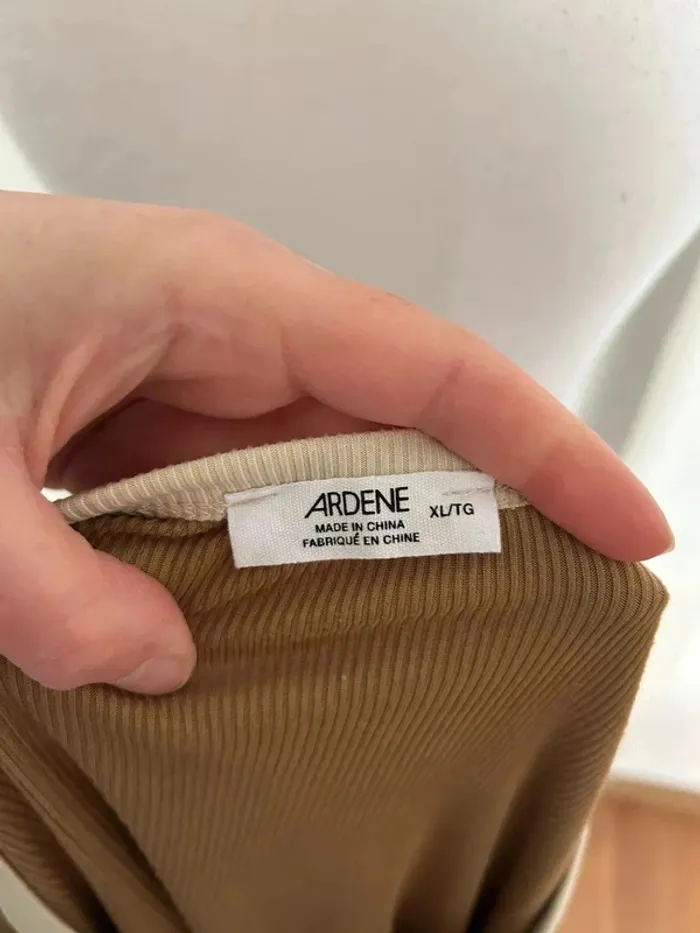 ARDENE XL/TG
MADE IN CHINA
FABRIQUÉ EN CHINE